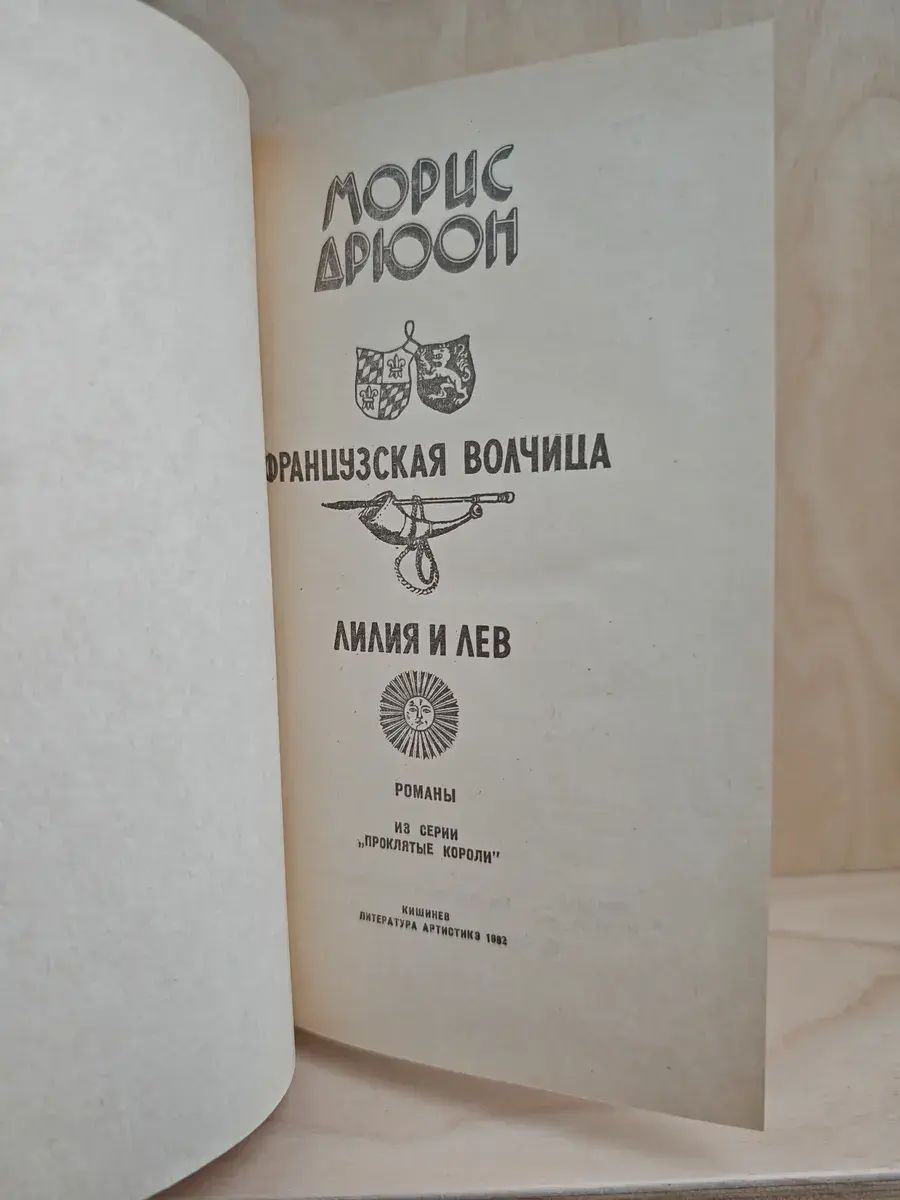 МОРИС
ДРЮОН
ФРАНЦУЗСКАЯ ВОЛЧИЦА
ЛИЛИЯ И ЛЕВ
РОМАНЫ
ИЗ СЕРИИ
„ПРОКЛЯТЫЕ КОРОЛИ"
КИШИНЕВ
ЛИТЕРАТУРА АРТИСТИКЭ 1982